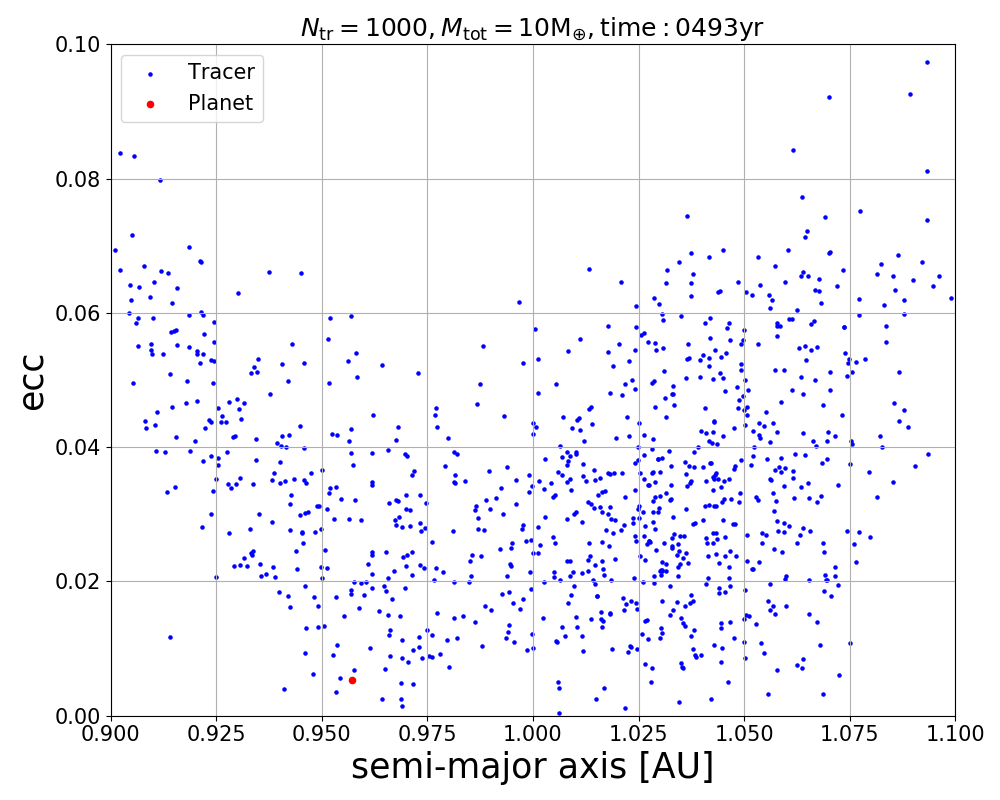 N_tr = 1000, M_tot = 10M_⊕, time : 0493yr
Tracer
Planet
0.10
0.08
0.06
0.04
0.02
0.00
ecc
0.900 0.925 0.950 0.975 1.000 1.025 1.050 1.075 1.100
semi-major axis [AU]